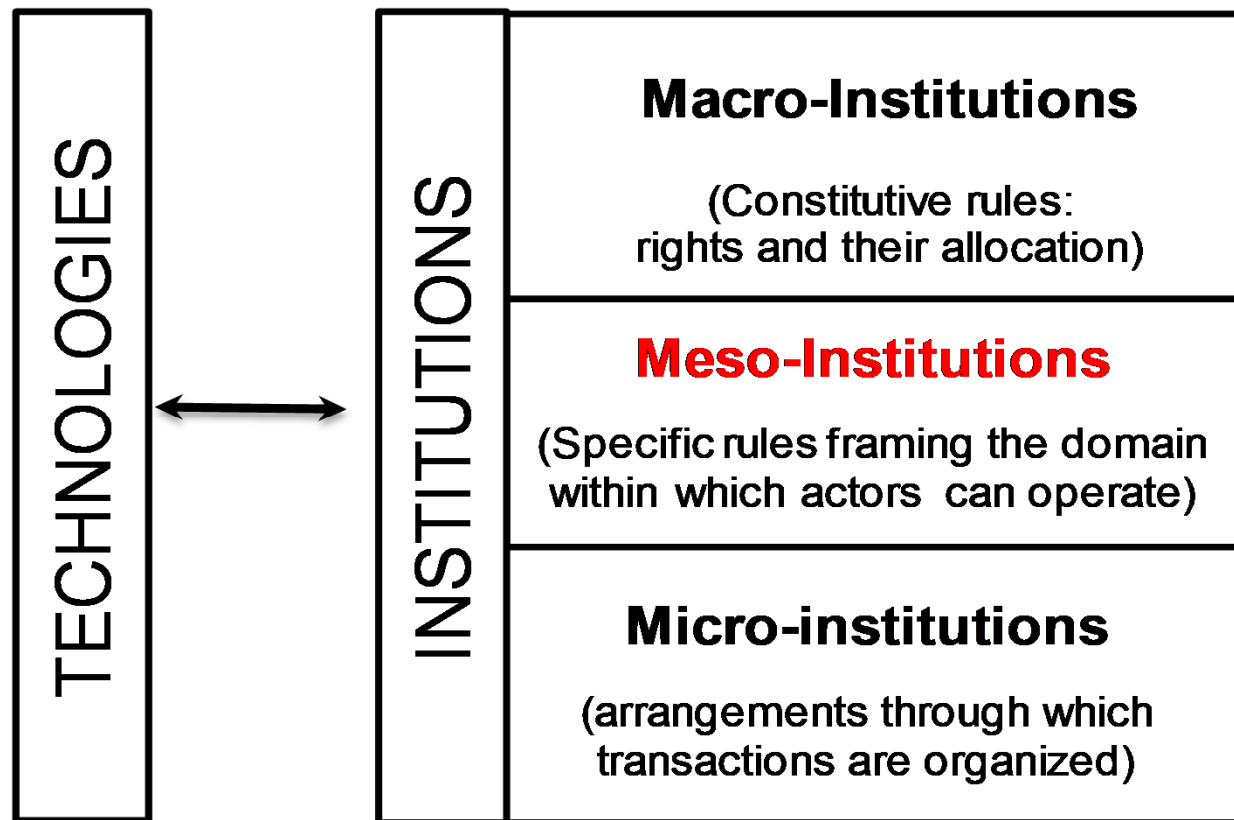 TECHNOLOGIES
INSTITUTIONS
Macro-Institutions
(Constitutive rules:
rights and their allocation)
Meso-Institutions
(Specific rules framing the domain
within which actors can operate)
Micro-institutions
(arrangements through which
transactions are organized)